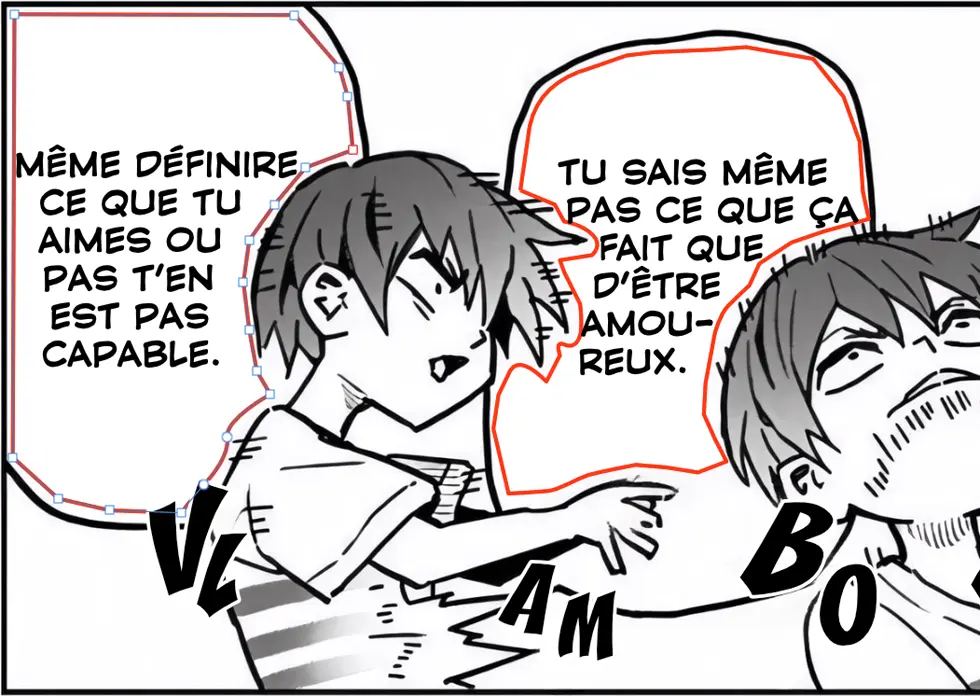 MÊME DÉFINIRE
CE QUE TU
AIMES OU
PAS T'EN
EST PAS
CAPABLE.
TU SAIS MÊME
PAS CE QUE ÇA
FAIT QUE
D'ÊTRE
AMOU-
REUX.
VL
AM
BO